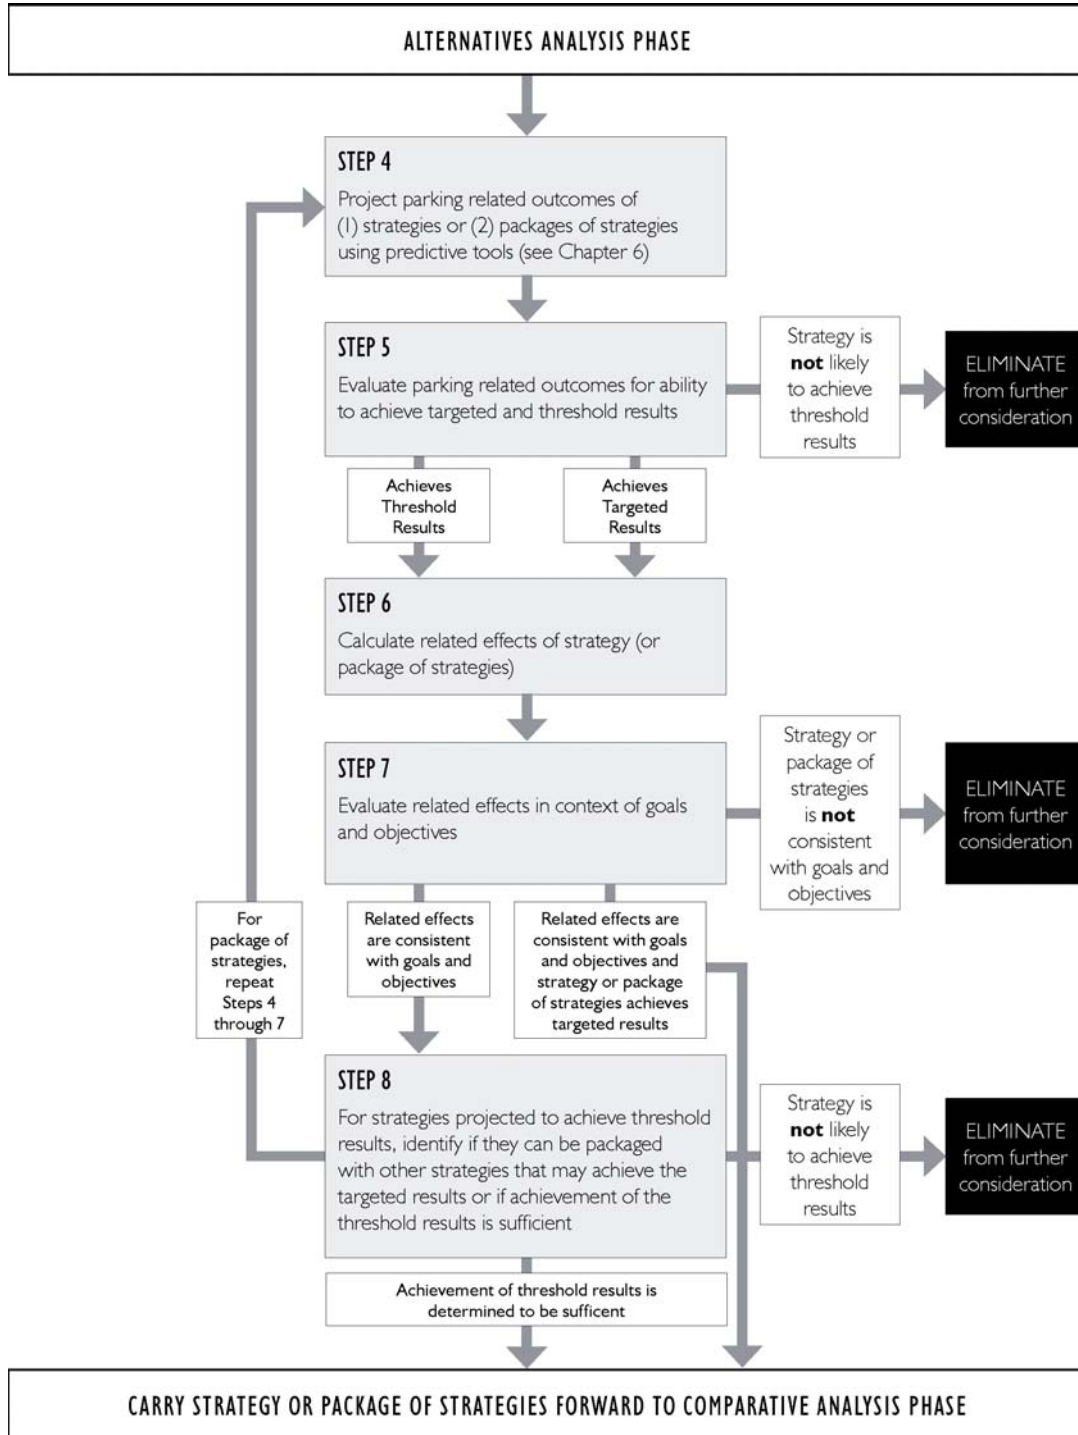 ALTERNATIVES ANALYSIS PHASE
STEP 4
Project parking related outcomes of
(1) strategies or (2) packages of strategies
using predictive tools (see Chapter 6)
STEP 5
Evaluate parking related outcomes for ability
to achieve targeted and threshold results
Strategy is
not likely
to achieve
threshold
results
ELIMINATE
from further
consideration
Achieves
Threshold
Results
Achieves
Targeted
Results
STEP 6
Calculate related effects of strategy (or
package of strategies)
STEP 7
Evaluate related effects in context of goals
and objectives
Strategy or
package of
strategies
is not
consistent
with goals and
objectives
ELIMINATE
from further
consideration
For
package of
strategies,
repeat
Steps 4
through 7
Related effects
are consistent
with goals and
objectives
Related effects are
consistent with goals
and objectives and
strategy or package
of strategies achieves
targeted results
STEP 8
For strategies projected to achieve threshold
results, identify if they can be packaged
with other strategies that may achieve the
targeted results or if achievement of the
threshold results is sufficient
Strategy is
not likely
to achieve
threshold
results
ELIMINATE
from further
consideration
Achievement of threshold results is
determined to be sufficent
CARRY STRATEGY OR PACKAGE OF STRATEGIES FORWARD TO COMPARATIVE ANALYSIS PHASE